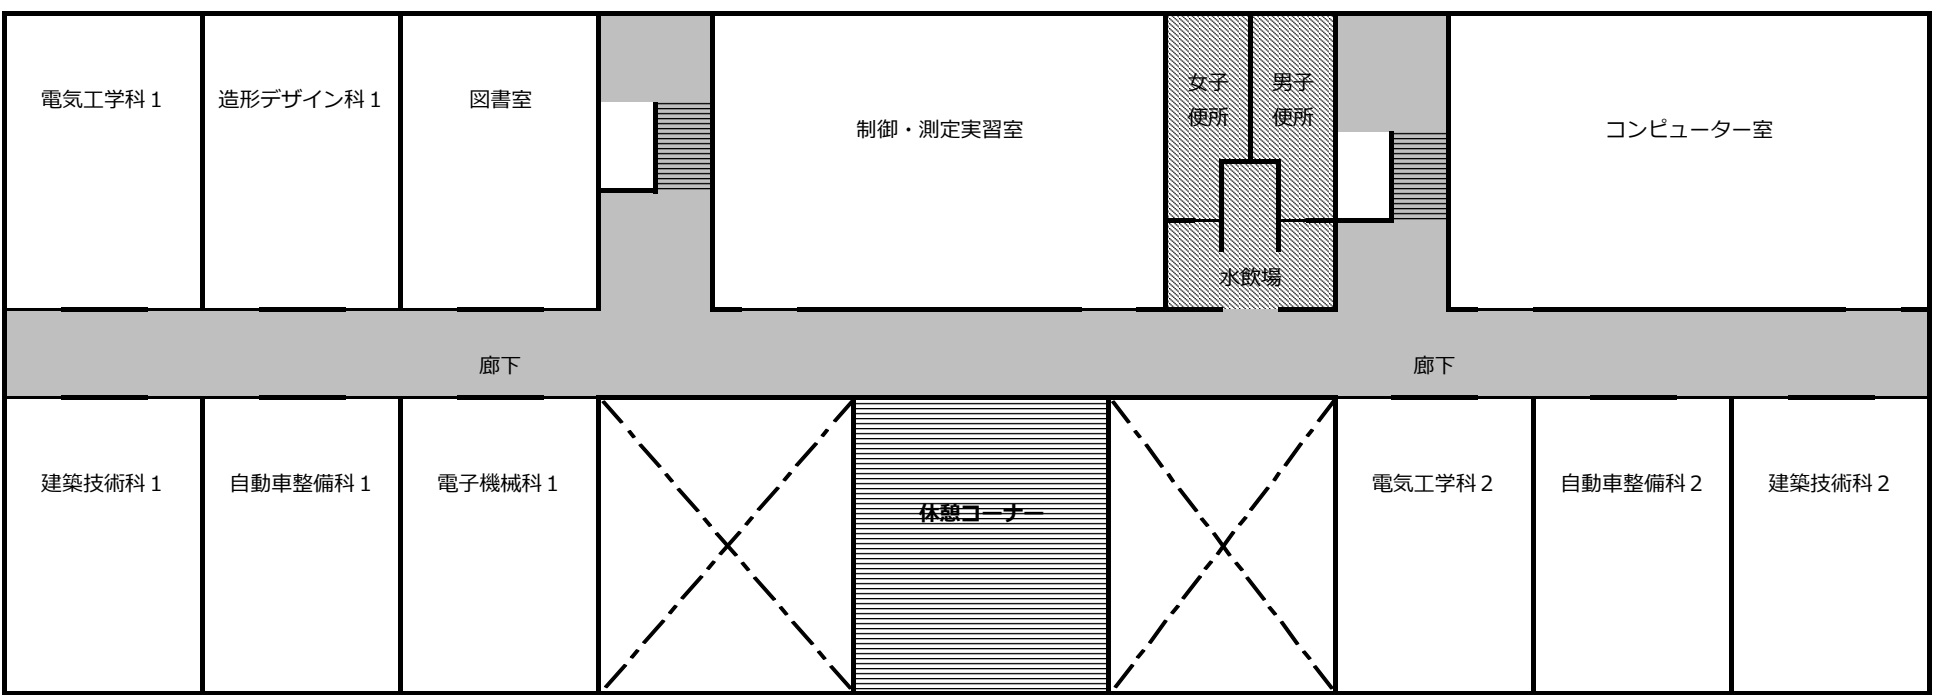 電気工学科１
造形デザイン科１
図書室
制御・測定実習室
女子
便所
男子
便所
コンピューター室
水飲場
廊下
廊下
建築技術科１
自動車整備科１
電子機械科１
休憩コーナー
電気工学科２
自動車整備科２
建築技術科２